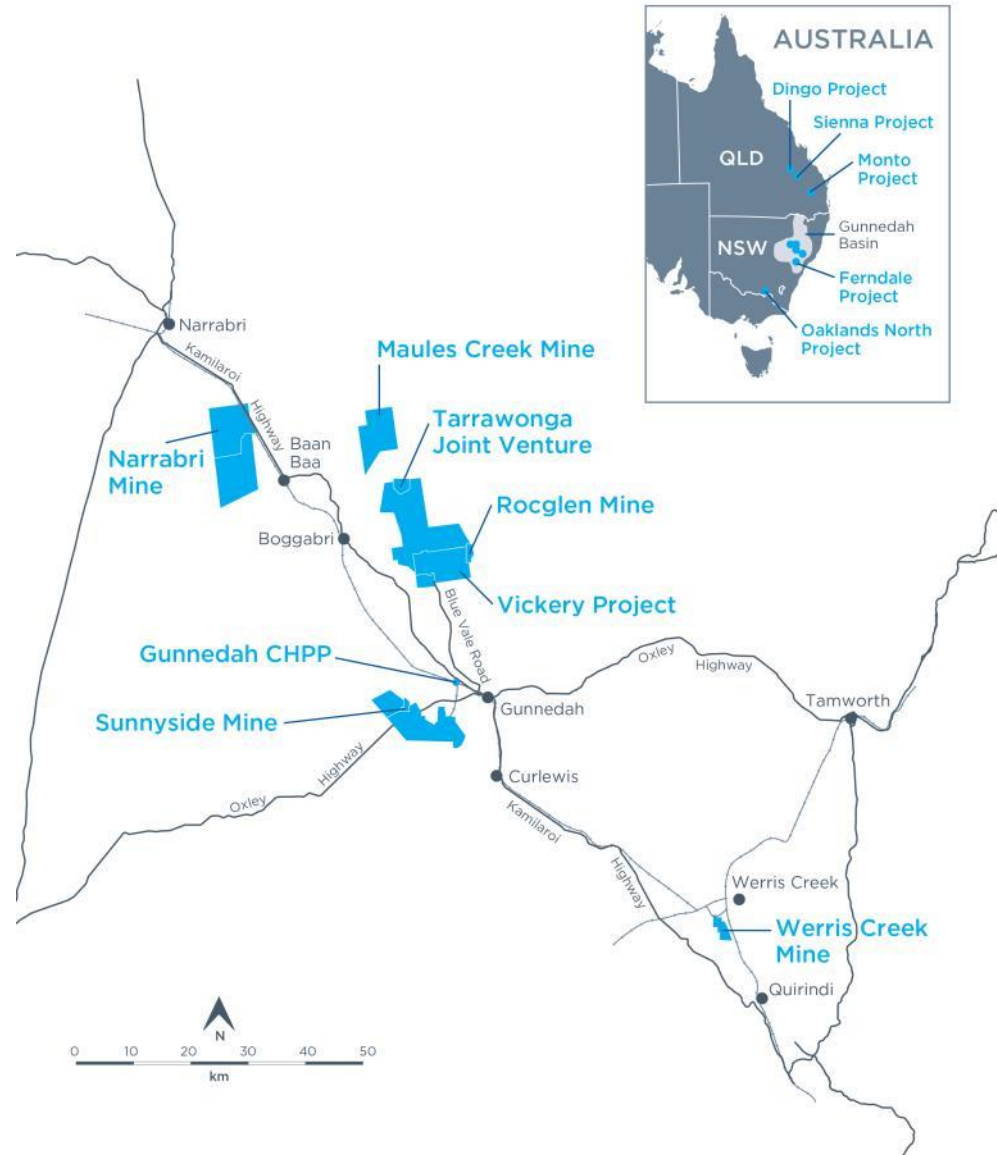 AUSTRALIA
Dingo Project
Sienna Project
QLD
Monto
Project
Gunnedah
Basin
NSW
Ferndale
Project
Oaklands North
Project
Narrabri
Kamilaroi
Highway
Maules Creek Mine
Tarrawonga
Joint Venture
Narrabri
Mine
Baan
Baa
Rocglen Mine
Boggabri
Vickery Project
Blue Vale Road
Gunnedah CHPP
Oxley
Highway
Tamworth
Sunnyside Mine
Gunnedah
Oxley
Highway
Curlewis
Kamilaroi
Highway
Werris Creek
Werris Creek
Mine
Quirindi
N
0 10 20 30 40 50
km